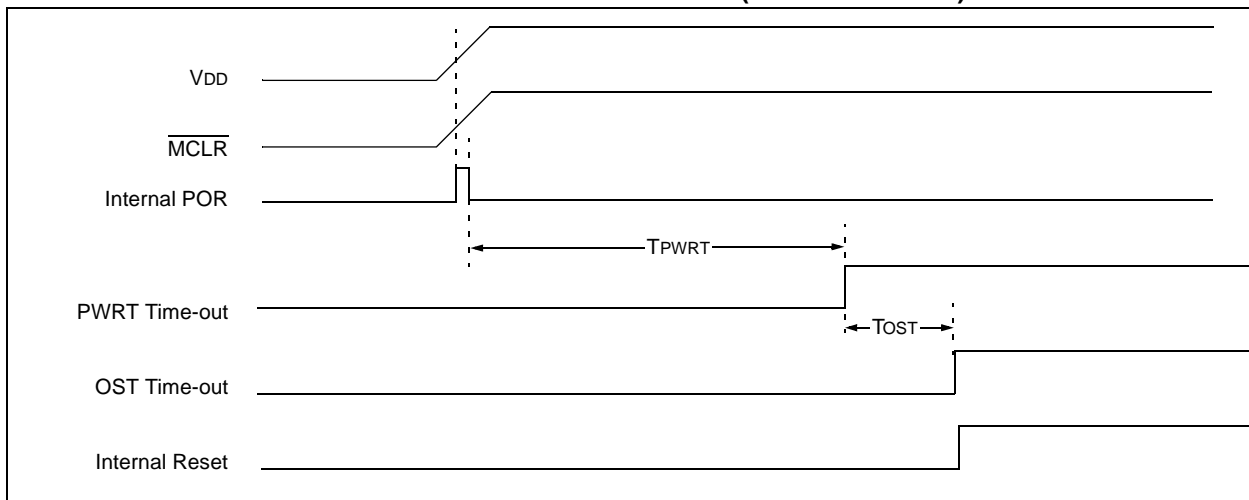 VDD
MCLR
Internal POR
TPWRT
PWRT Time-out
TOST
OST Time-out
Internal Reset